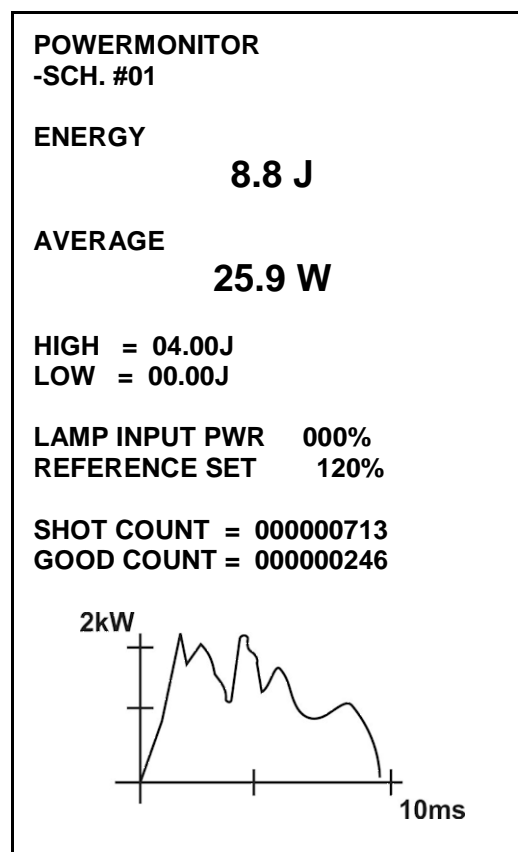 POWERMONITOR
-SCH. #01
ENERGY
8.8 J
AVERAGE
25.9 W
HIGH = 04.00J
LOW = 00.00J
LAMP INPUT PWR 000%
REFERENCE SET 120%
SHOT COUNT = 000000713
GOOD COUNT = 000000246
2kW
10ms